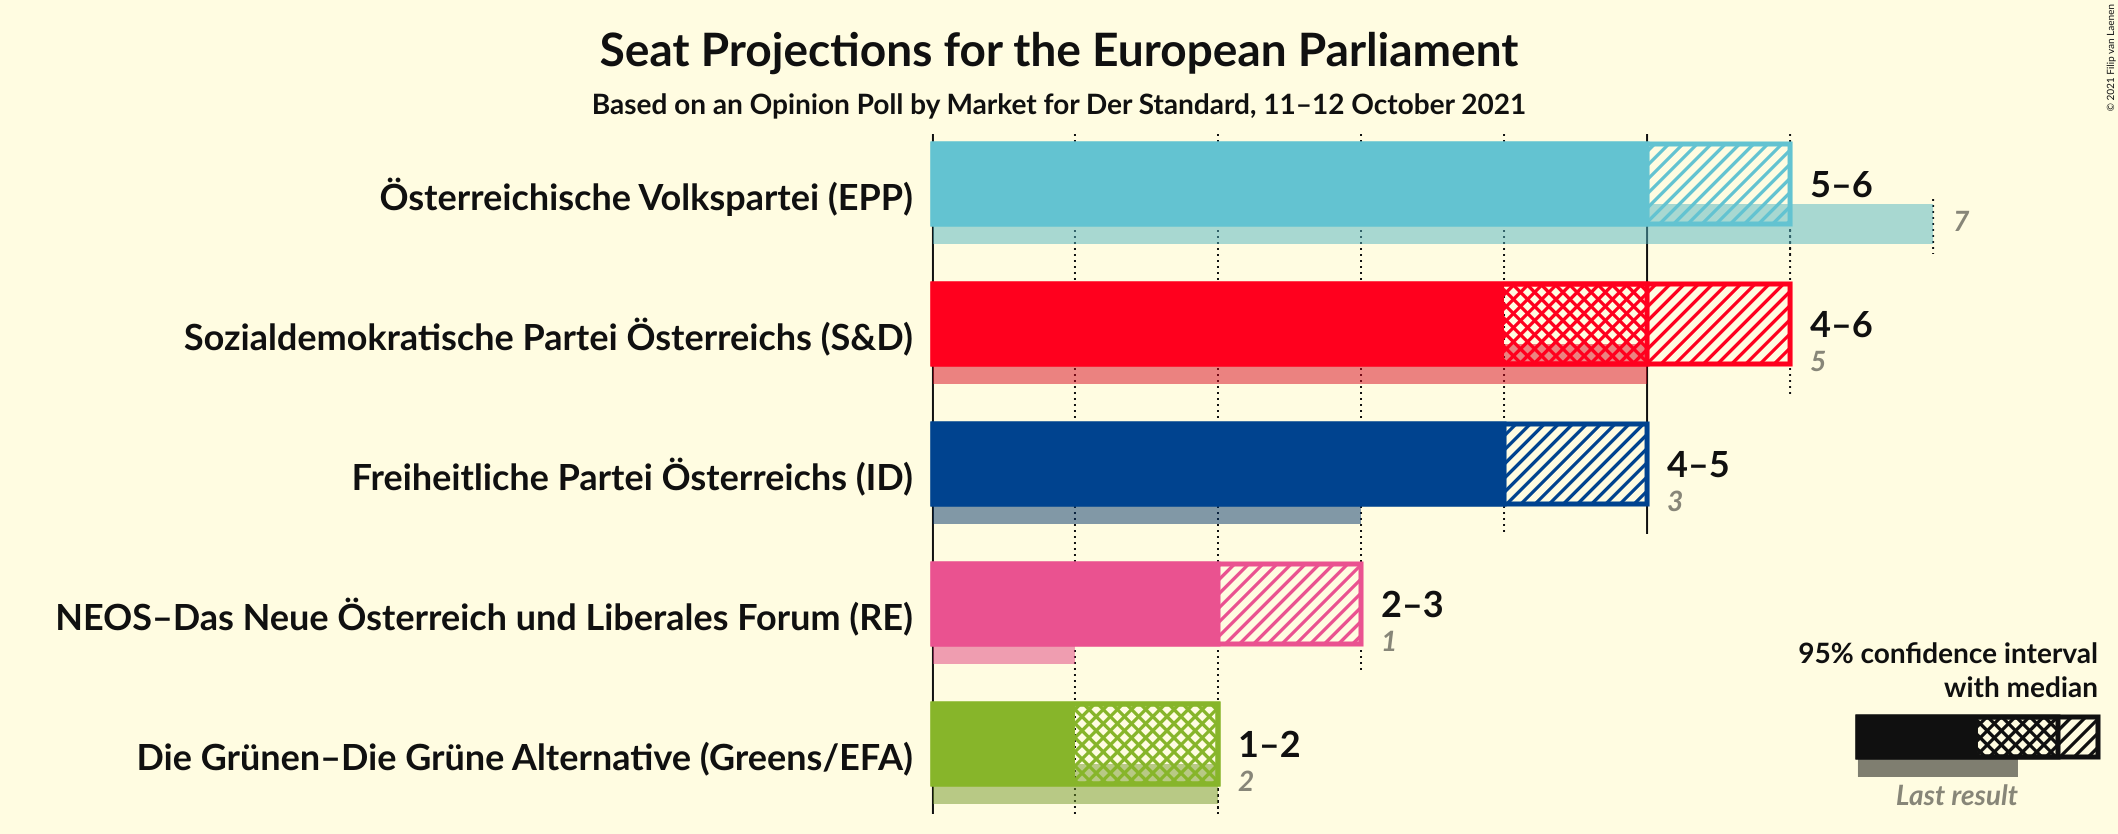 Seat Projections for the European Parliament
Based on an Opinion Poll by Market for Der Standard, 11–12 October 2021
© 2021 Filip van Laenen
Österreichische Volkspartei (EPP)
5–6
7
Sozialdemokratische Partei Österreichs (S&D)
4–6
5
Freiheitliche Partei Österreichs (ID)
4–5
3
NEOS–Das Neue Österreich und Liberales Forum (RE)
2–3
1
Die Grünen–Die Grüne Alternative (Greens/EFA)
1–2
2
95% confidence interval
with median
Last result